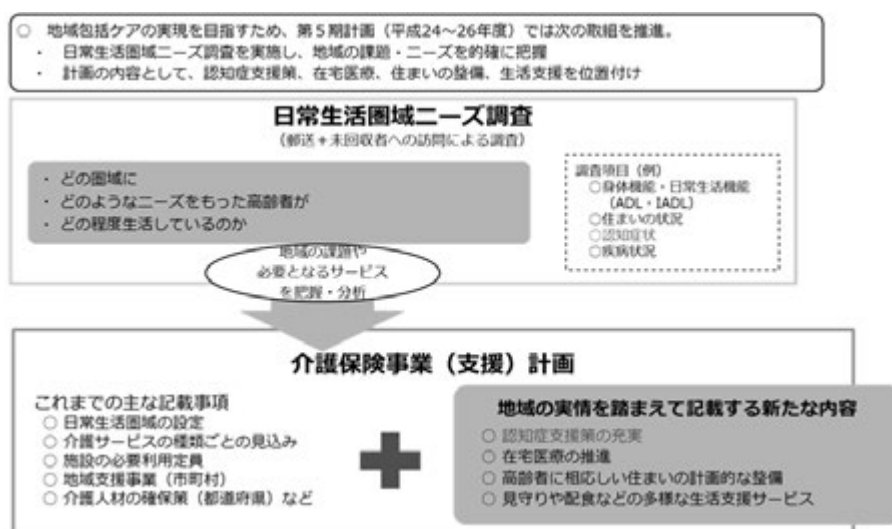 ○ 地域包括ケアの実現を目指すため、第5期計画（平成24～26年度）では次の取組を推進。
・ 日常生活圏域ニーズ調査を実施し、地域の課題・ニーズを的確に把握
・ 計画の内容として、認知症支援策、在宅医療、住まいの整備、生活支援を位置付け
日常生活圏域ニーズ調査
（郵送＋未回収者への訪問による調査）
・ どの圏域に
・ どのようなニーズをもった高齢者が
・ どの程度生活しているのか
調査項目（例）
○身体機能・日常生活機能
（ADL・IADL）
○住まいの状況
○認知症状
○疾病状況
地域の課題や
必要となるサービス
を把握・分析
介護保険事業（支援）計画
これまでの主な記載事項
○ 日常生活圏域の設定
○ 介護サービスの種類ごとの見込み
○ 施設の必要利用定員
○ 地域支援事業（市町村）
○ 介護人材の確保策（都道府県）など
地域の実情を踏まえて記載する新たな内容
○ 認知症支援策の充実
○ 在宅医療の推進
○ 高齢者に相応しい住まいの計画的な整備
○ 見守りや配食などの多様な生活支援サービス